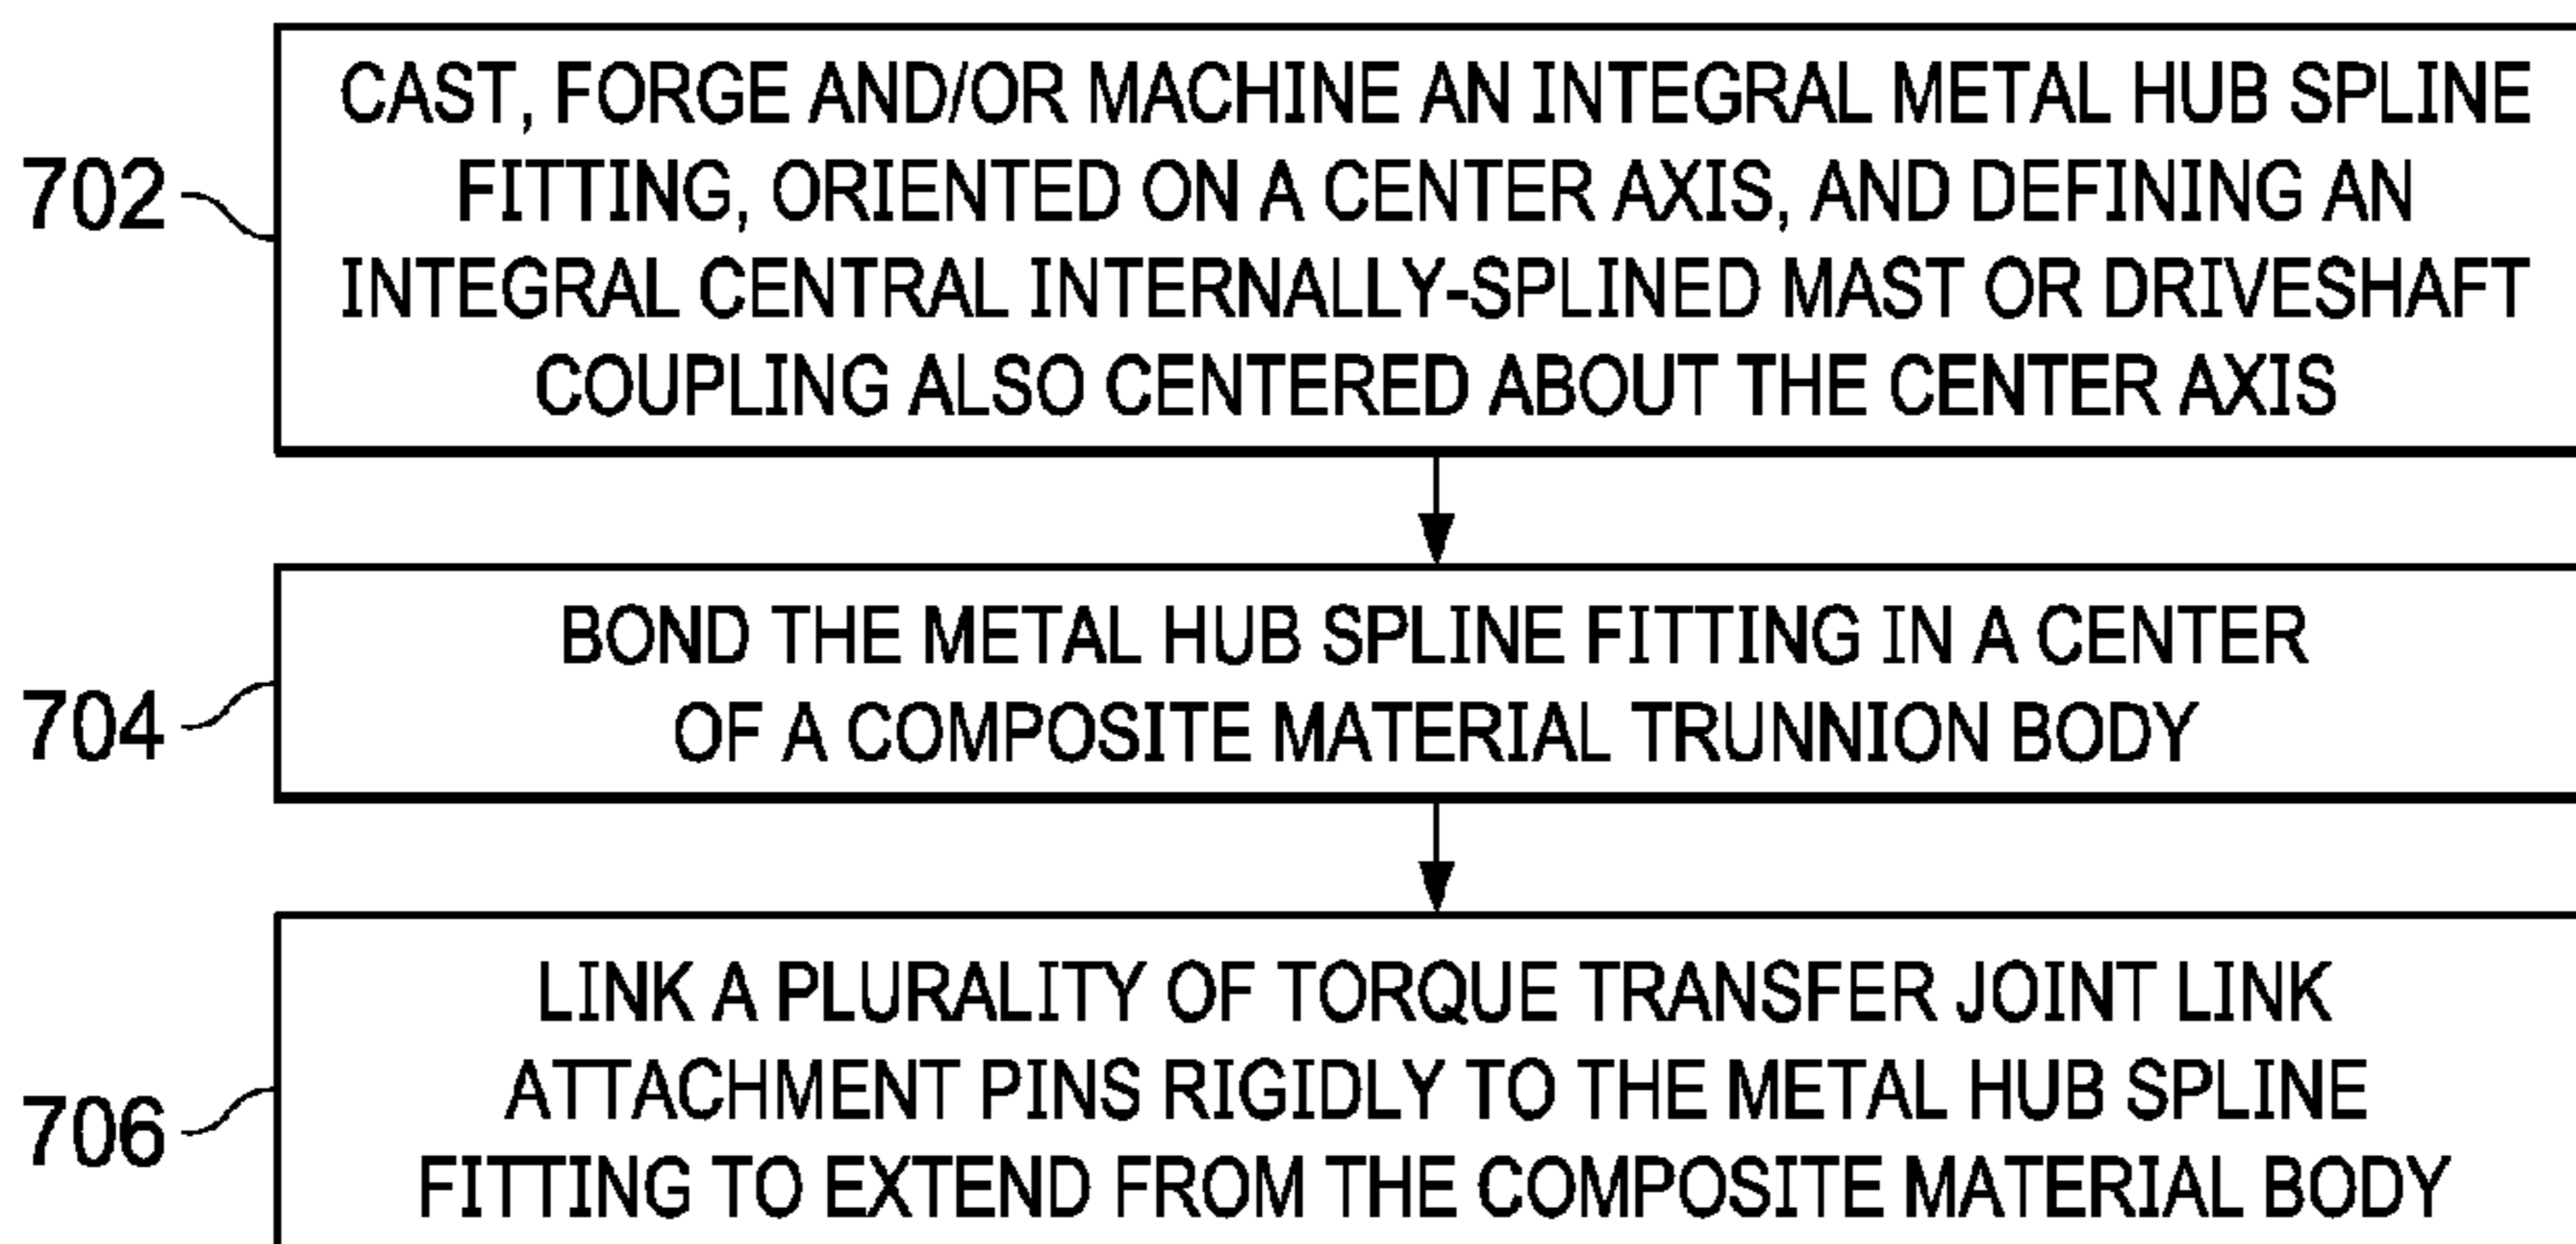 702
CAST, FORGE AND/OR MACHINE AN INTEGRAL METAL HUB SPLINE
FITTING, ORIENTED ON A CENTER AXIS, AND DEFINING AN
INTEGRAL CENTRAL INTERNALLY-SPLINED MAST OR DRIVESHAFT
COUPLING ALSO CENTERED ABOUT THE CENTER AXIS
704
BOND THE METAL HUB SPLINE FITTING IN A CENTER
OF A COMPOSITE MATERIAL TRUNNION BODY
706
LINK A PLURALITY OF TORQUE TRANSFER JOINT LINK
ATTACHMENT PINS RIGIDLY TO THE METAL HUB SPLINE
FITTING TO EXTEND FROM THE COMPOSITE MATERIAL BODY